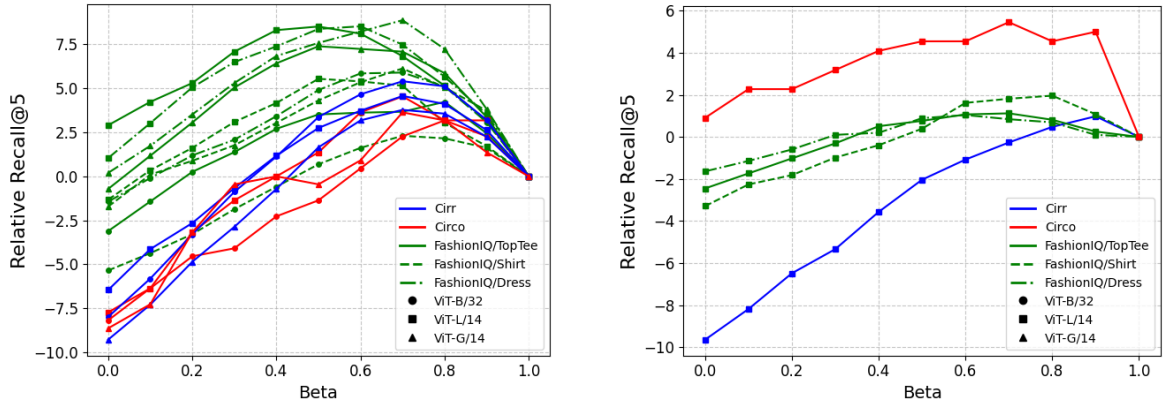 7.5
5.0
2.5
0.0
−2.5
−5.0
−7.5
−10.0
Relative Recall@5
0.0
0.2
0.4
0.6
0.8
1.0
Beta
Cirr
Circo
FashionIQ/TopTee
FashionIQ/Shirt
FashionIQ/Dress
ViT-B/32
ViT-L/14
ViT-G/14
6
4
2
0
−2
−4
−6
−8
−10
Relative Recall@5
0.0
0.2
0.4
0.6
0.8
1.0
Beta
Cirr
Circo
FashionIQ/TopTee
FashionIQ/Shirt
FashionIQ/Dress
ViT-B/32
ViT-L/14
ViT-G/14